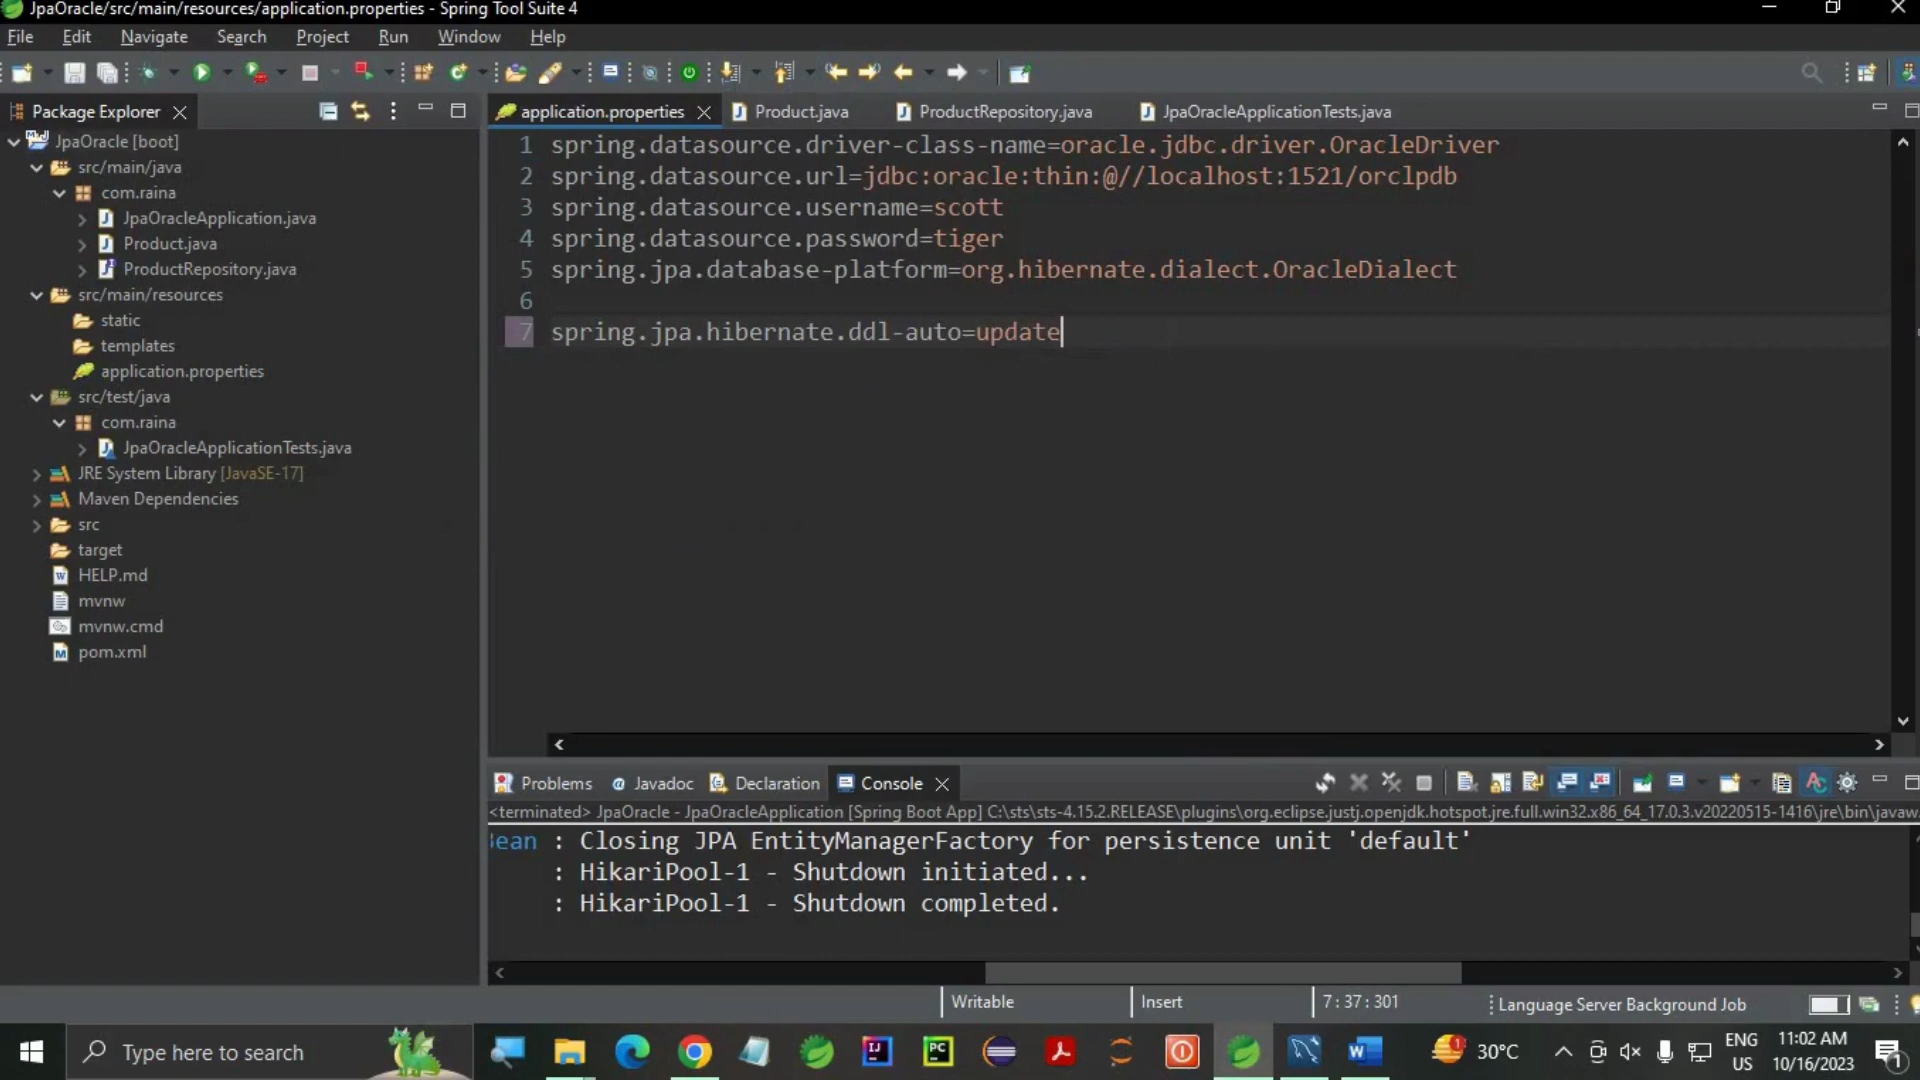 JpaOracle/src/main/resources/application.properties - Spring Tool Suite 4
File Edit Navigate Search Project Run Window Help
Package Explorer
application.properties Product.java ProductRepository.java JpaOracleApplicationTests.java
JpaOracle [boot]
src/main/java
com.raina
JpaOracleApplication.java
Product.java
ProductRepository.java
src/main/resources
static
templates
application.properties
src/test/java
com.raina
JpaOracleApplicationTests.java
JRE System Library [JavaSE-17]
Maven Dependencies
src
target
HELP.md
mvnw
mvnw.cmd
pom.xml
1 spring.datasource.driver-class-name=oracle.jdbc.driver.OracleDriver
2 spring.datasource.url=jdbc:oracle:thin:@//localhost:1521/orclpdb
3 spring.datasource.username=scott
4 spring.datasource.password=tiger
5 spring.jpa.database-platform=org.hibernate.dialect.OracleDialect
6
7 spring.jpa.hibernate.ddl-auto=update
Problems @ Javadoc Declaration Console
<terminated> JpaOracle - JpaOracleApplication [Spring Boot App] C:\sts\sts-4.15.2.RELEASE\plugins\org.eclipse.justj.openjdk.hotspot.jre.full.win32.x86_64_17.0.3.v20220515-1416\jre\bin\javaw.
Bean : Closing JPA EntityManagerFactory for persistence unit 'default'
: HikariPool-1 - Shutdown initiated...
: HikariPool-1 - Shutdown completed.
Writable Insert 7 : 37 : 301 Language Server Background Job
Type here to search
30°C
ENG
US
11:02 AM
10/16/2023
1